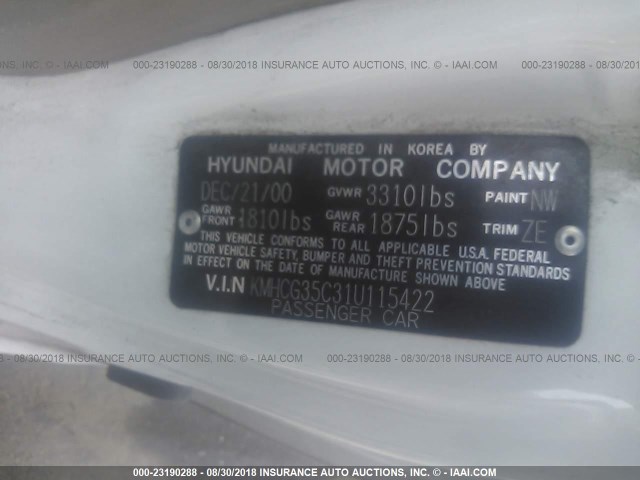 000-23190288 - 08/30/2018 INSURANCE AUTO AUCTIONS, INC. © - IAAI.COM
MANUFACTURED IN KOREA BY
HYUNDAI MOTOR COMPANY
DEC/21/00 GVWR 3310lbs PAINT NW
GAWR FRONT 1810lbs GAWR REAR 1875lbs TRIM ZE
THIS VEHICLE CONFORMS TO ALL APPLICABLE U.S.A. FEDERAL
MOTOR VEHICLE SAFETY, BUMPER AND THEFT PREVENTION STANDARDS
IN EFFECT ON THE DATE OF MANUFACTURE SHOWN ABOVE
V.I.N KMHCG35C31U115422
PASSENGER CAR
000-23190288 - 08/30/2018 INSURANCE AUTO AUCTIONS, INC. © - IAAI.COM
000-23190288 - 08/30/2018 INSURANCE AUTO AUCTIONS, INC. © - IAAI.COM